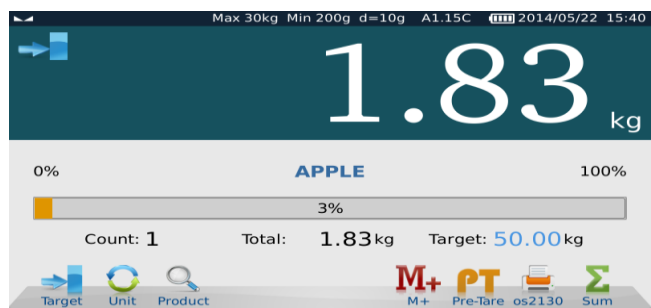 Max 30kg Min 200g d=10g A1.15C 2014/05/22 15:40
1.83 kg
0% APPLE 100%
3%
Count: 1 Total: 1.83kg Target: 50.00kg
M+ PT Σ
Target Unit Product M+ Pre-Tare os2130 Sum